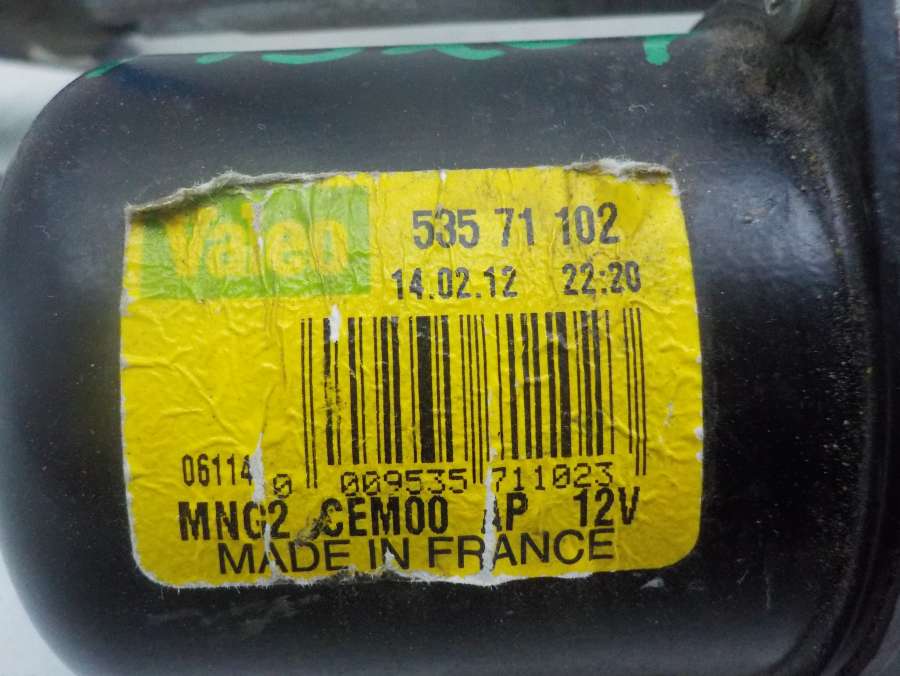 Valeo
535 71 102
14.02.12 22:20
06114
0 009535 711023
MNG2 CEM00 AP 12V
MADE IN FRANCE